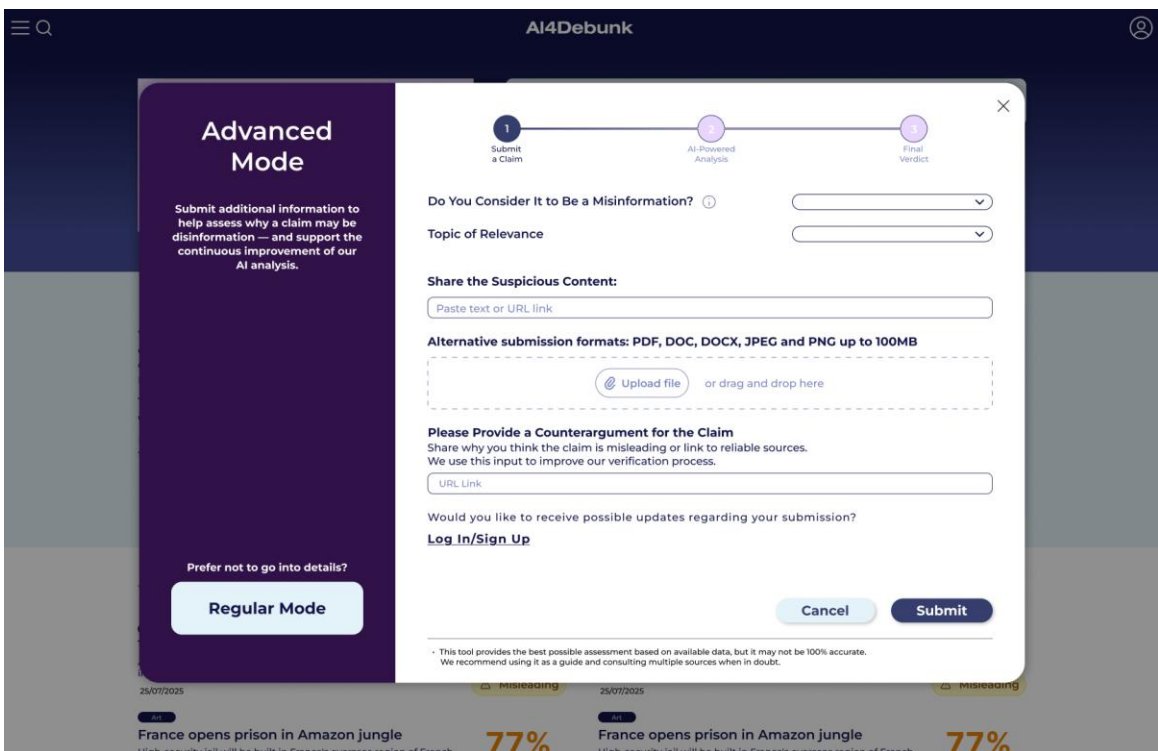 AI4Debunk
Advanced
Mode
Submit additional information to
help assess why a claim may be
disinformation — and support the
continuous improvement of our
AI analysis.
Prefer not to go into details?
Regular Mode
1
2
3
Submit
a Claim
AI-Powered
Analysis
Final
Verdict
Do You Consider It to Be a Misinformation?
Topic of Relevance
Share the Suspicious Content:
Paste text or URL link
Alternative submission formats: PDF, DOC, DOCX, JPEG and PNG up to 100MB
Upload file or drag and drop here
Please Provide a Counterargument for the Claim
Share why you think the claim is misleading or link to reliable sources.
We use this input to improve our verification process.
URL Link
Would you like to receive possible updates regarding your submission?
Log In/Sign Up
Cancel Submit
• This tool provides the best possible assessment based on available data, but it may not be 100% accurate.
We recommend using it as a guide and consulting multiple sources when in doubt.
25/07/2025 Misleading 25/07/2025 Misleading
Art Art
France opens prison in Amazon jungle 77% France opens prison in Amazon jungle 77%